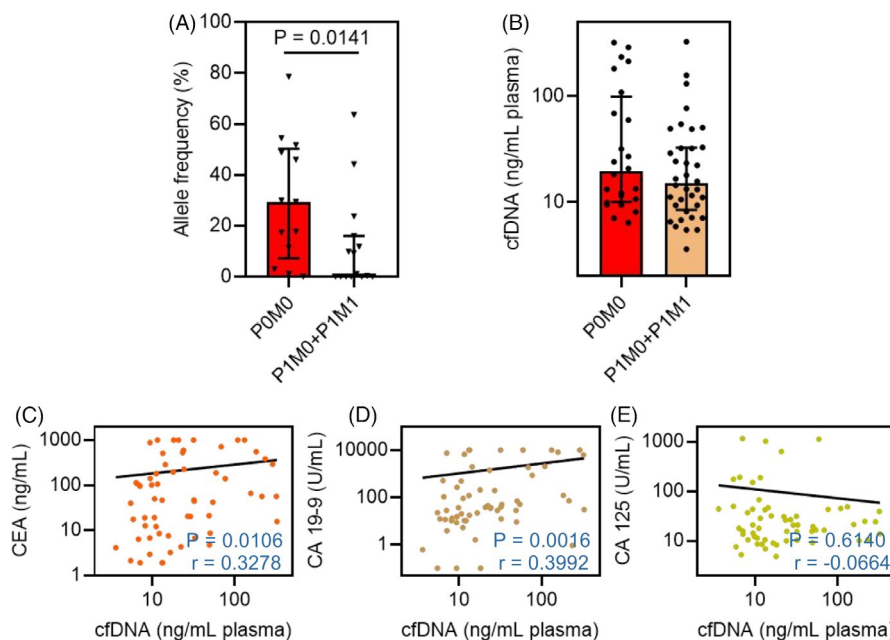 (A)
P = 0.0141
Allele frequency (%)
100
80
60
40
20
0
P0M0
P1M0+P1M1
(B)
cfDNA (ng/mL plasma)
100
10
P0M0
P1M0+P1M1
(C)
CEA (ng/mL)
1000
100
10
1
P = 0.0106
r = 0.3278
10
100
cfDNA (ng/mL plasma)
(D)
CA 19-9 (U/mL)
10000
100
1
P = 0.0016
r = 0.3992
10
100
cfDNA (ng/mL plasma)
(E)
CA 125 (U/mL)
1000
100
10
P = 0.6140
r = -0.0664
10
100
cfDNA (ng/mL plasma)